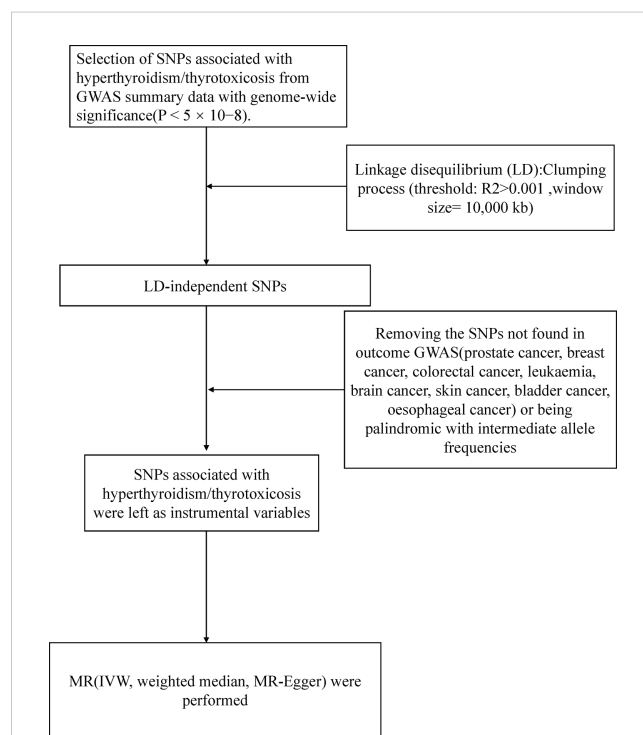 Selection of SNPs associated with
hyperthyroidism/thyrotoxicosis from
GWAS summary data with genome-wide
significance(P < 5 × 10−8).
Linkage disequilibrium (LD):Clumping
process (threshold: R2>0.001 ,window
size= 10,000 kb)
LD-independent SNPs
Removing the SNPs not found in
outcome GWAS(prostate cancer, breast
cancer, colorectal cancer, leukaemia,
brain cancer, skin cancer, bladder cancer,
oesophageal cancer) or being
palindromic with intermediate allele
frequencies
SNPs associated with
hyperthyroidism/thyrotoxicosis
were left as instrumental variables
MR(IVW, weighted median, MR-Egger) were
performed